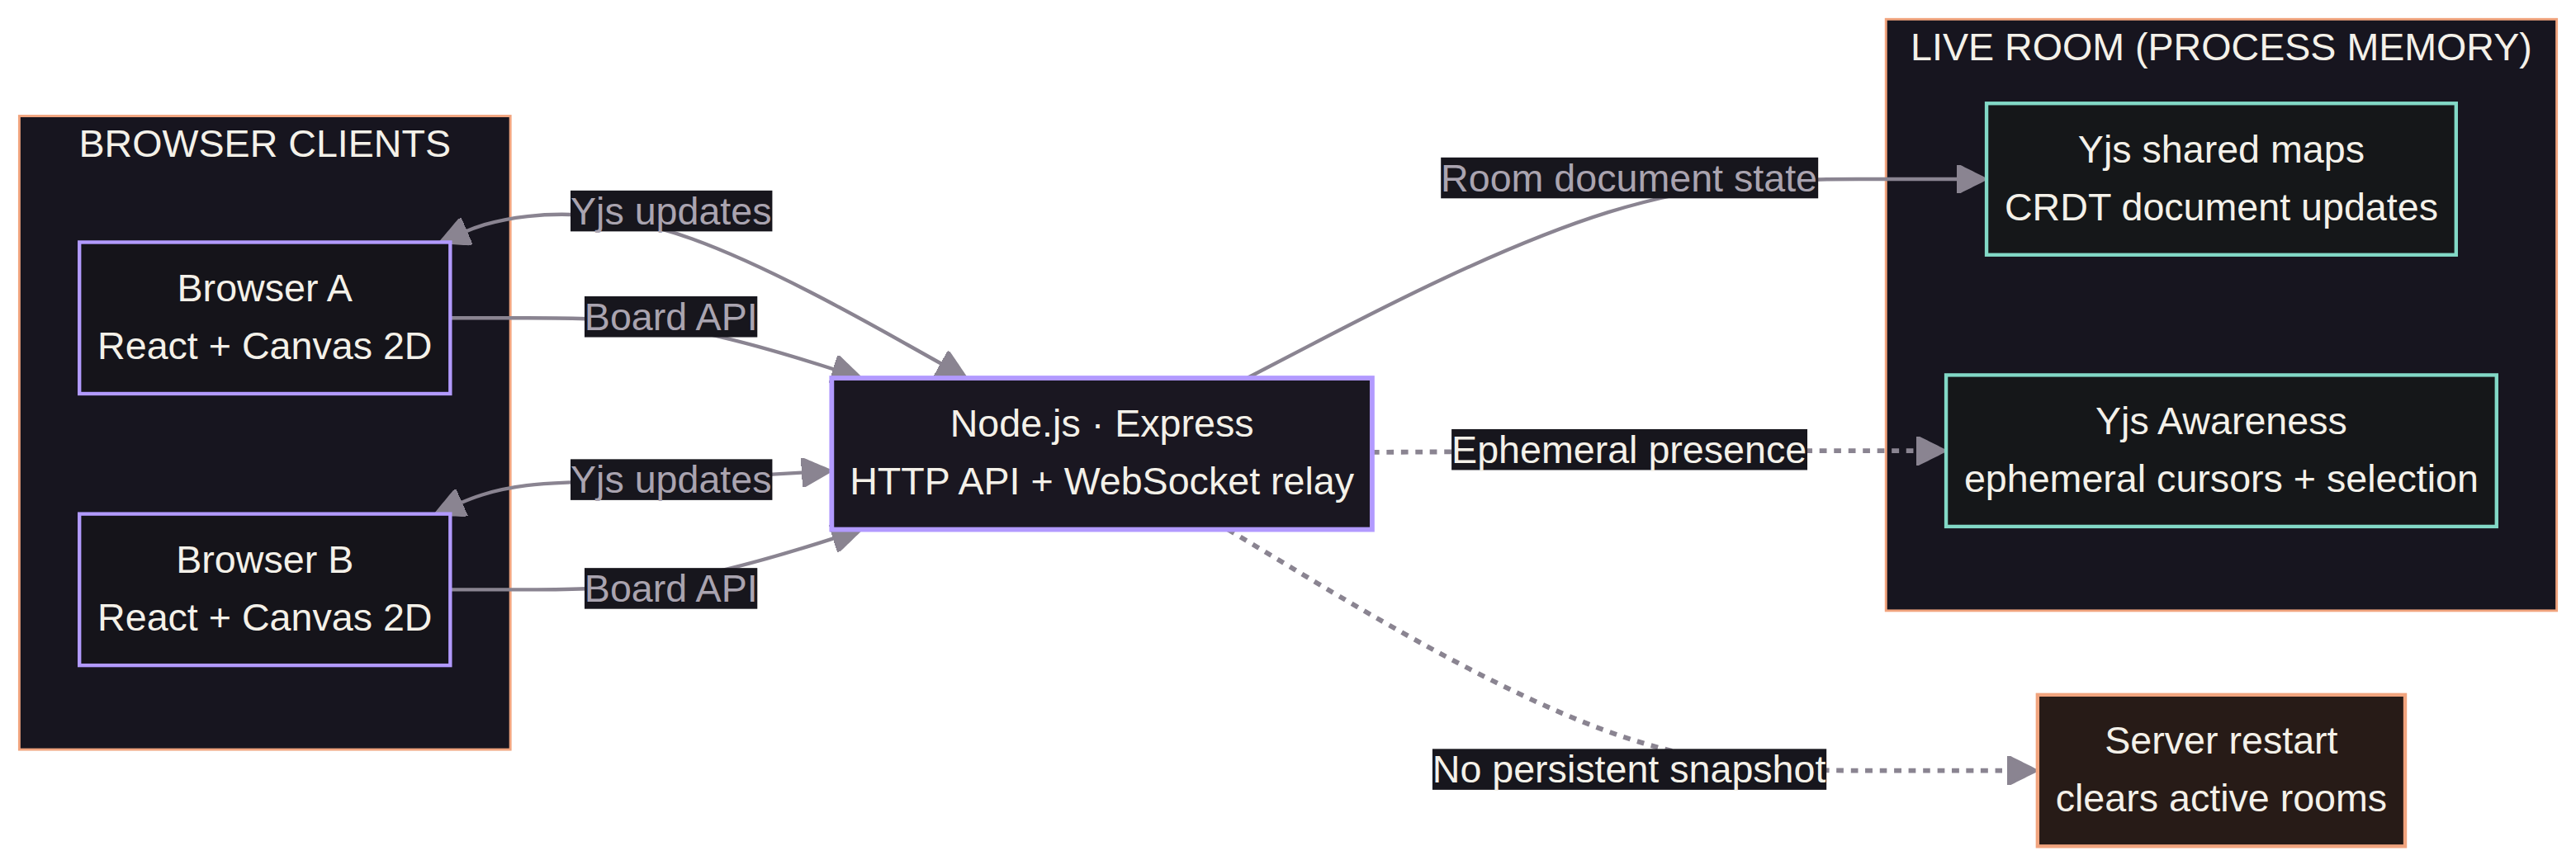 BROWSER CLIENTS
Browser A
React + Canvas 2D
Browser B
React + Canvas 2D
Yjs updates
Board API
Yjs updates
Board API
Node.js · Express
HTTP API + WebSocket relay
Room document state
Ephemeral presence
No persistent snapshot
LIVE ROOM (PROCESS MEMORY)
Yjs shared maps
CRDT document updates
Yjs Awareness
ephemeral cursors + selection
Server restart
clears active rooms